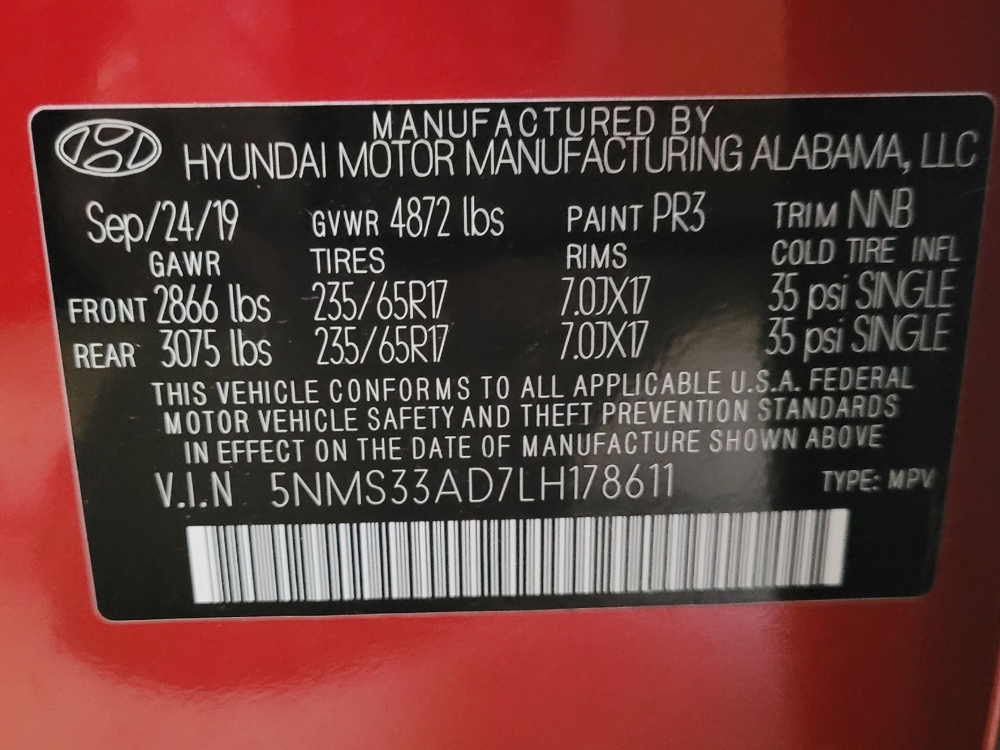 MANUFACTURED BY
HYUNDAI MOTOR MANUFACTURING ALABAMA, LLC
Sep/24/19 GVWR 4872 lbs PAINT PR3 TRIM NNB
GAWR TIRES RIMS COLD TIRE INFL
FRONT 2866 lbs 235/65R17 7.0JX17 35 psi SINGLE
REAR 3075 lbs 235/65R17 7.0JX17 35 psi SINGLE
THIS VEHICLE CONFORMS TO ALL APPLICABLE U.S.A. FEDERAL
MOTOR VEHICLE SAFETY AND THEFT PREVENTION STANDARDS
IN EFFECT ON THE DATE OF MANUFACTURE SHOWN ABOVE
V.I.N 5NMS33AD7LH178611 TYPE: MPV